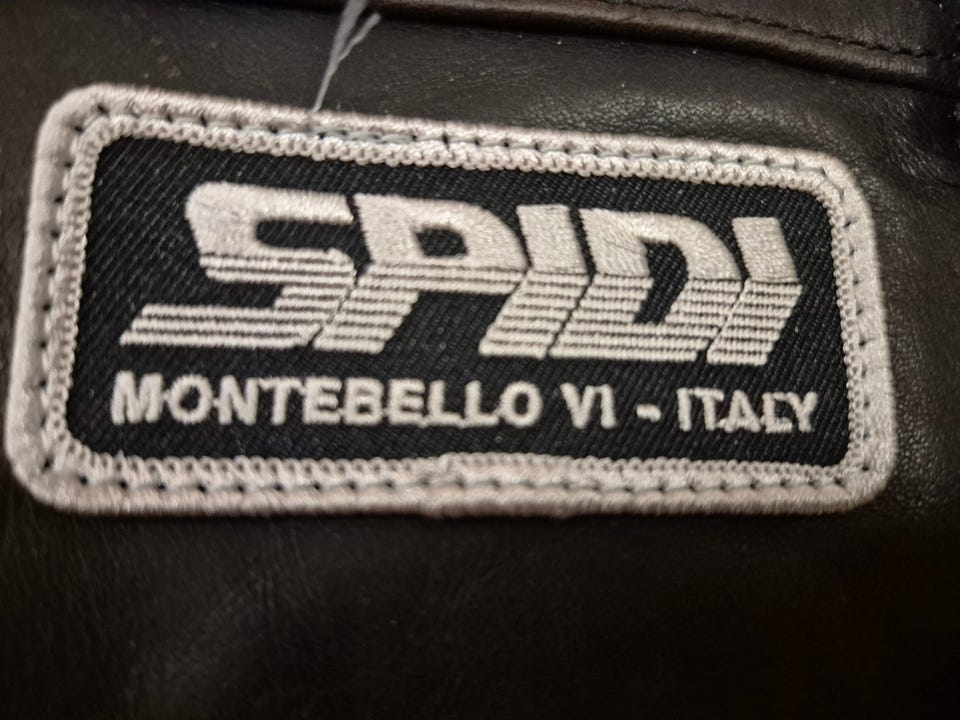 SPIDI
MONTEBELLO VI - ITALY